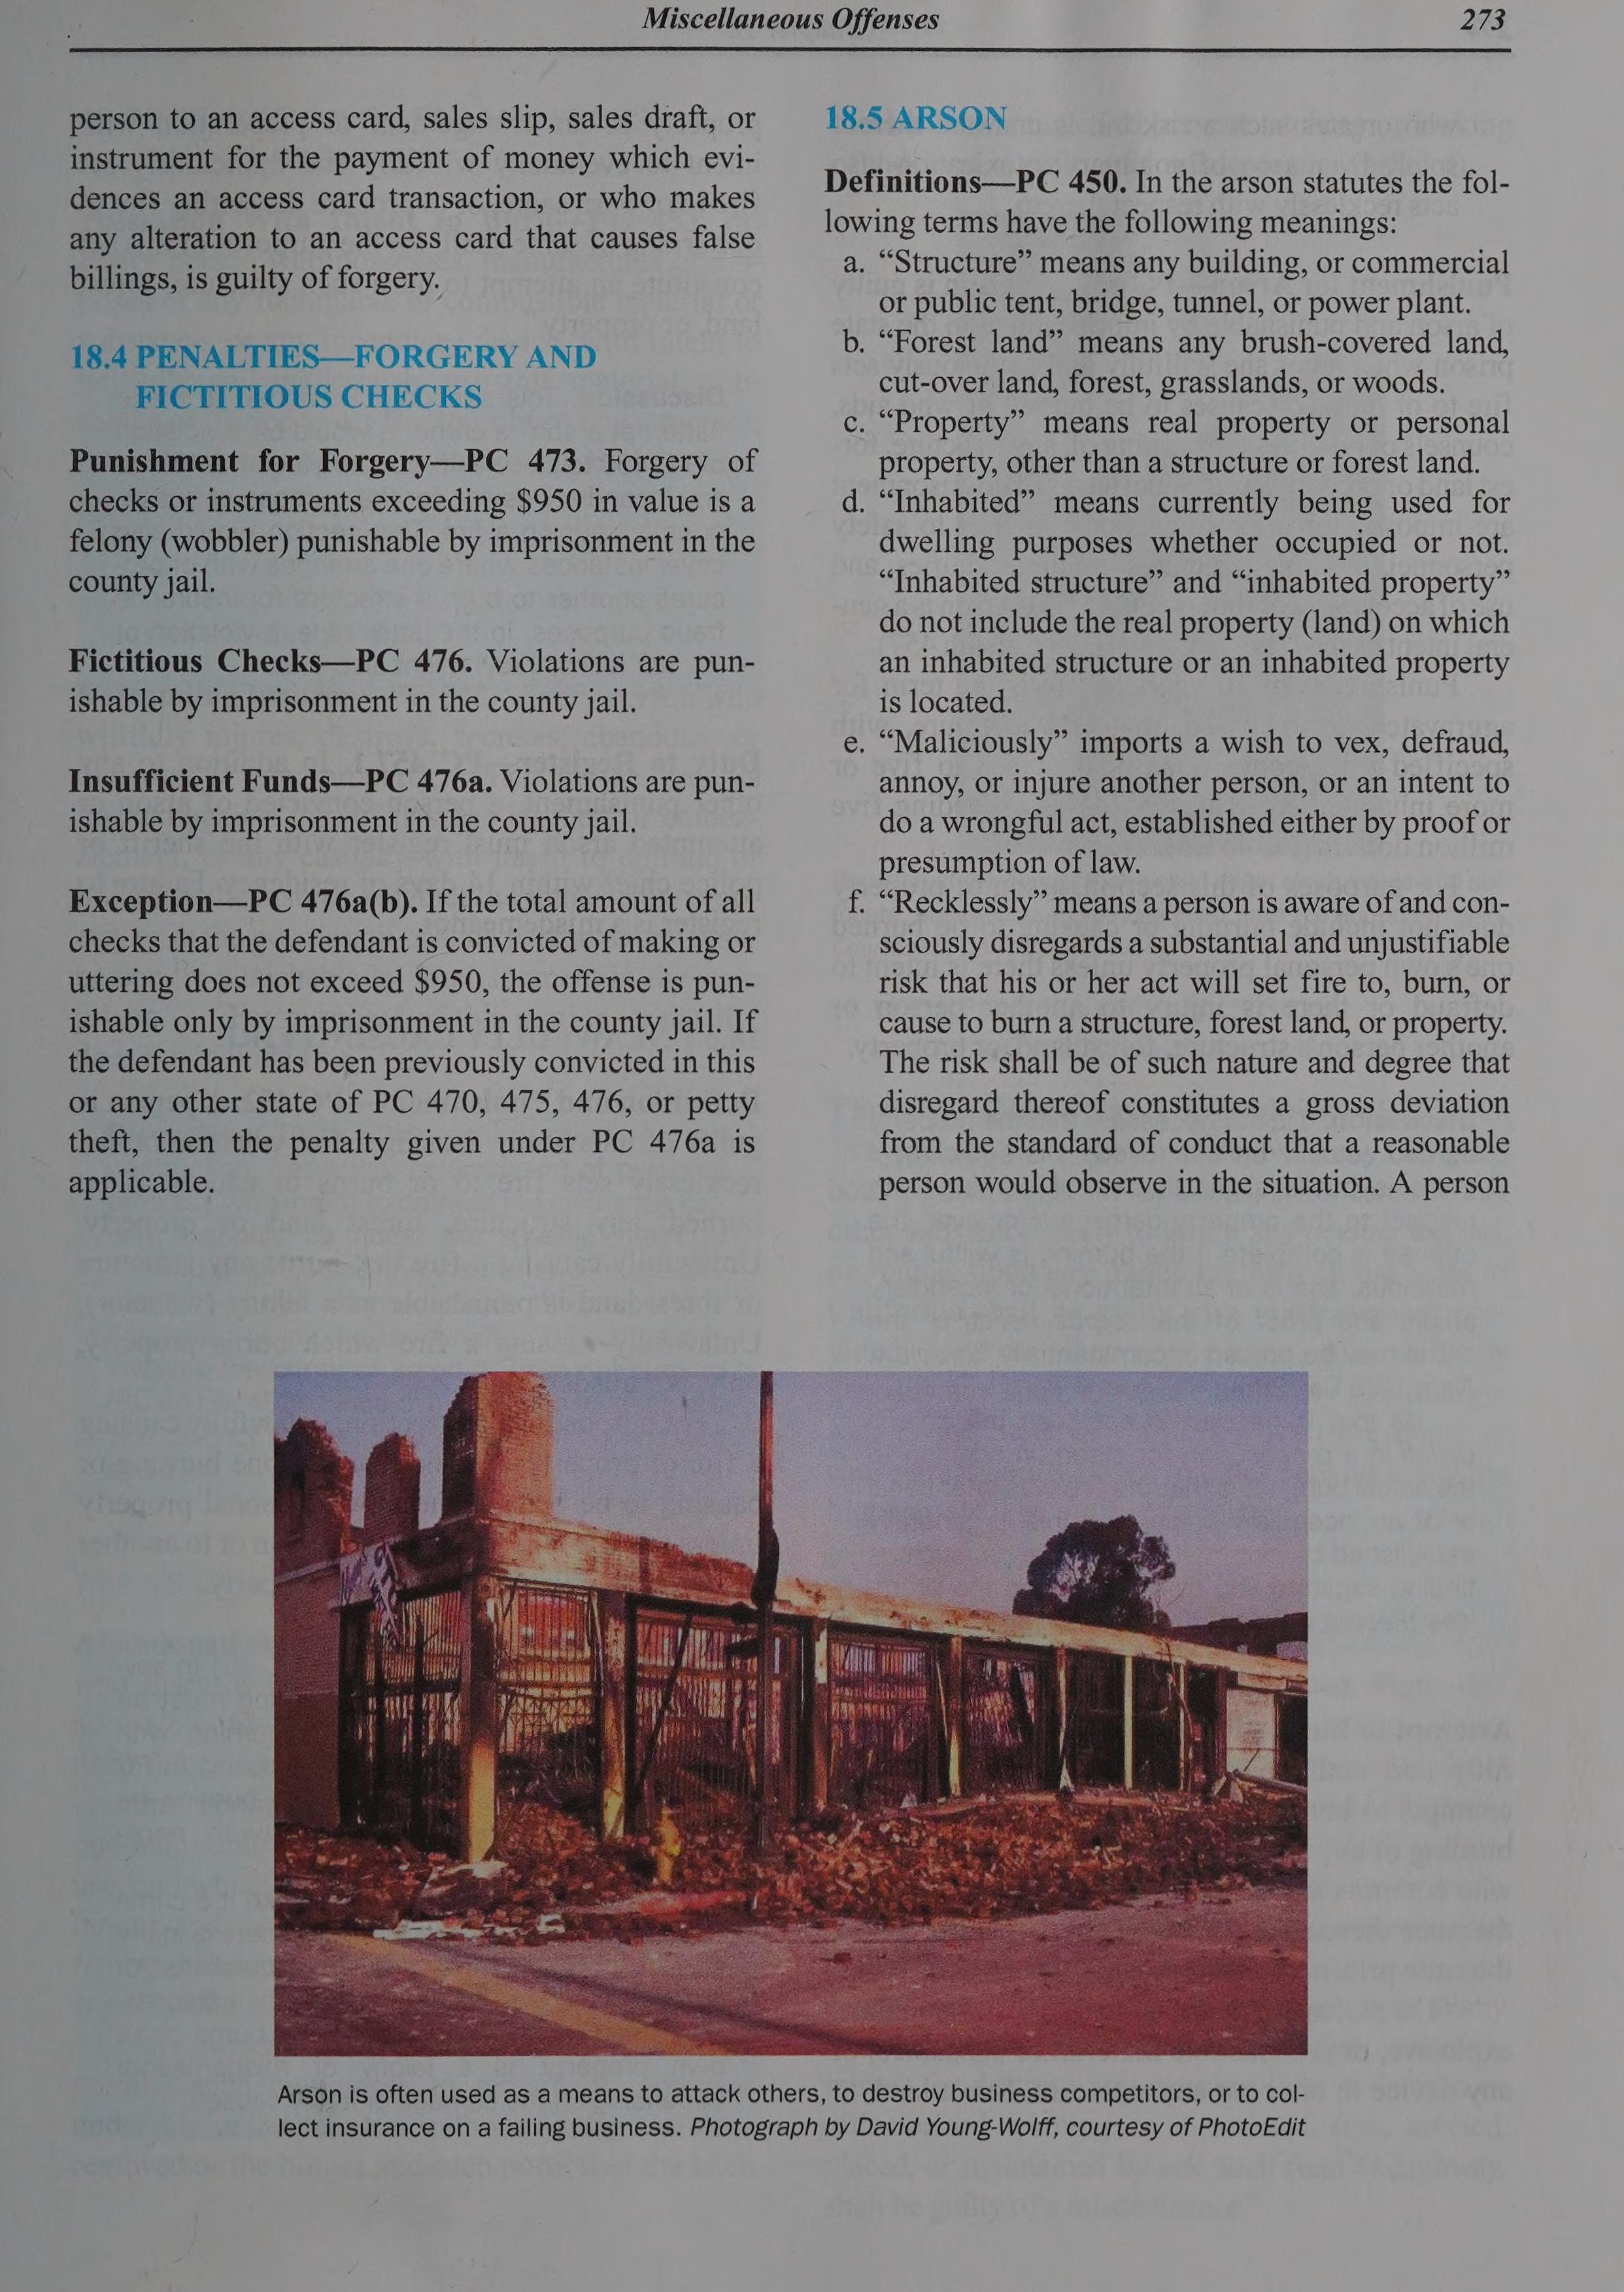 Miscellaneous Offenses 273
person to an access card, sales slip, sales draft, or
instrument for the payment of money which evi-
dences an access card transaction, or who makes
any alteration to an access card that causes false
billings, is guilty of forgery.
18.4 PENALTIES—FORGERY AND
FICTITIOUS CHECKS
Punishment for Forgery—PC 473. Forgery of
checks or instruments exceeding $950 in value is a
felony (wobbler) punishable by imprisonment in the
county jail.
Fictitious Checks—PC 476. Violations are pun-
ishable by imprisonment in the county jail.
Insufficient Funds—PC 476a. Violations are pun-
ishable by imprisonment in the county jail.
Exception—PC 476a(b). If the total amount of all
checks that the defendant is convicted of making or
uttering does not exceed $950, the offense is pun-
ishable only by imprisonment in the county jail. If
the defendant has been previously convicted in this
or any other state of PC 470, 475, 476, or petty
theft, then the penalty given under PC 476a is
applicable.
18.5 ARSON
Definitions—PC 450. In the arson statutes the fol-
lowing terms have the following meanings:
a. “Structure” means any building, or commercial
or public tent, bridge, tunnel, or power plant.
b. “Forest land” means any brush-covered land,
cut-over land, forest, grasslands, or woods.
c. “Property” means real property or personal
property, other than a structure or forest land.
d. “Inhabited” means currently being used for
dwelling purposes whether occupied or not.
“Inhabited structure” and “inhabited property”
do not include the real property (land) on which
an inhabited structure or an inhabited property
is located.
e. “Maliciously” imports a wish to vex, defraud,
annoy, or injure another person, or an intent to
do a wrongful act, established either by proof or
presumption of law.
f. “Recklessly” means a person is aware of and con-
sciously disregards a substantial and unjustifiable
risk that his or her act will set fire to, burn, or
cause to burn a structure, forest land, or property.
The risk shall be of such nature and degree that
disregard thereof constitutes a gross deviation
from the standard of conduct that a reasonable
person would observe in the situation. A person
Arson is often used as a means to attack others, to destroy business competitors, or to col-
lect insurance on a failing business. Photograph by David Young-Wolff, courtesy of PhotoEdit